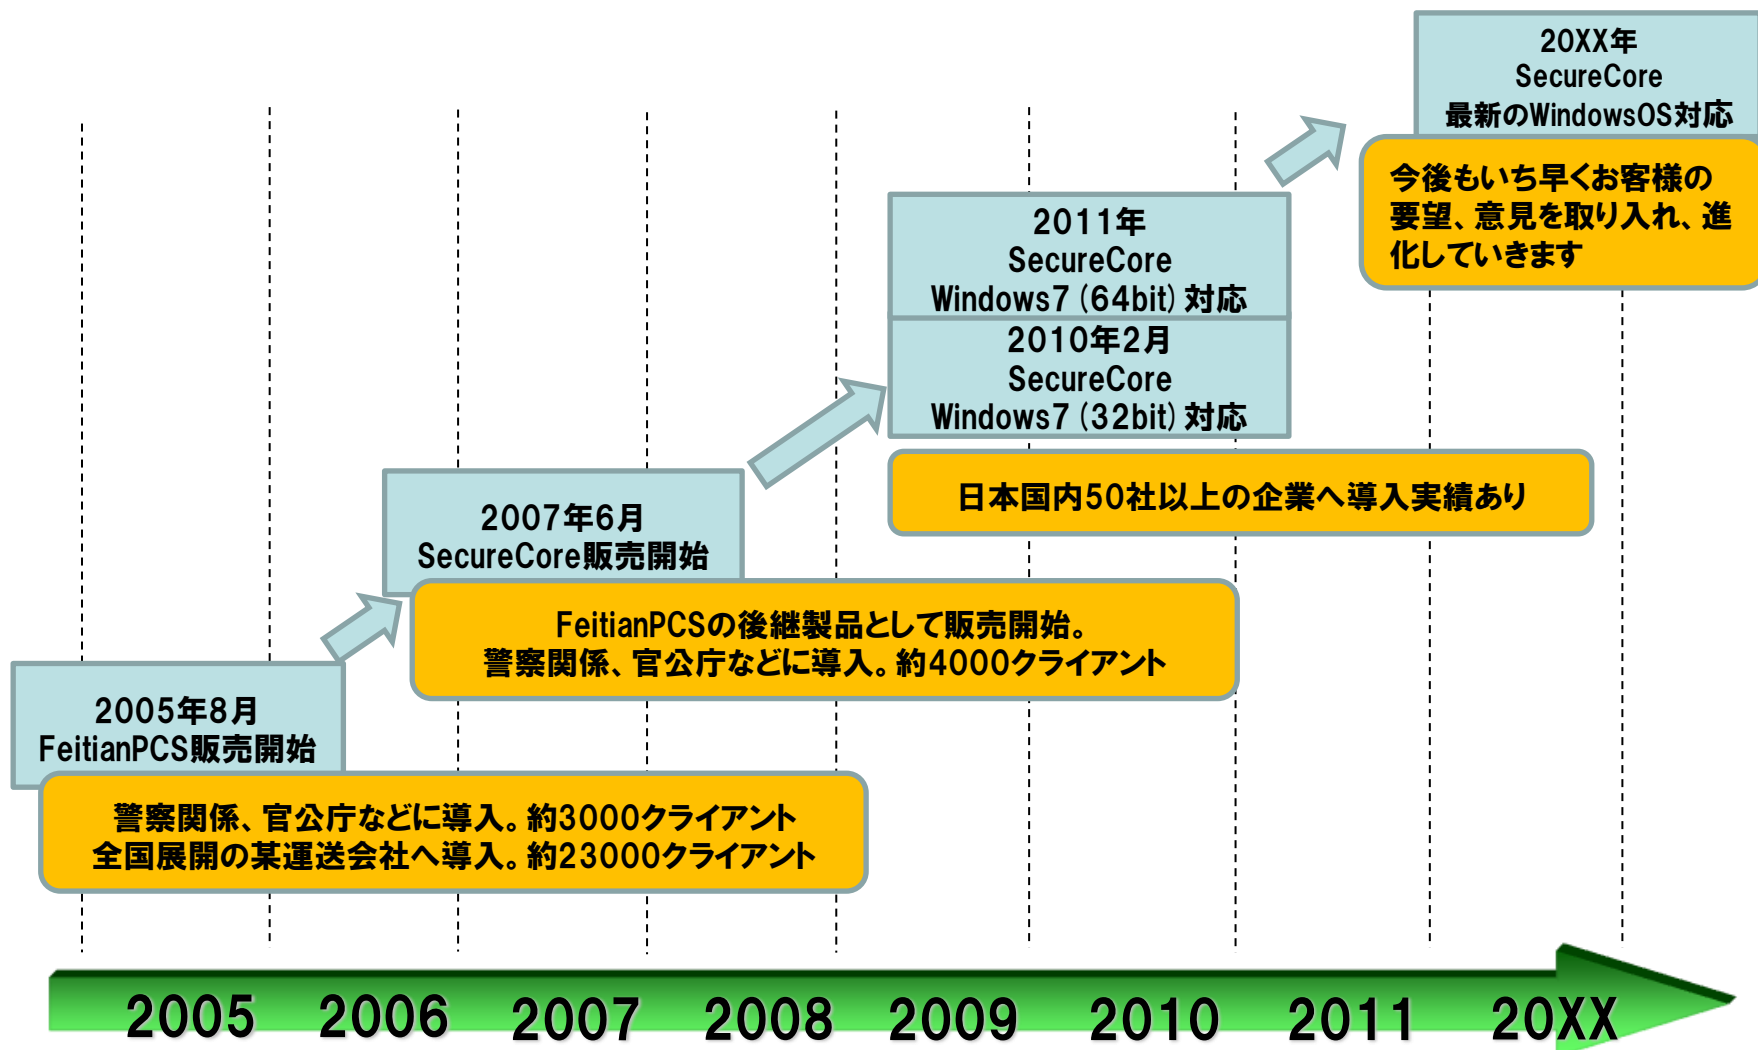 20XX年
SecureCore
最新のWindowsOS対応
今後もいち早くお客様の
要望、意見を取り入れ、進
化していきます
2011年
SecureCore
Windows7(64bit)対応
2010年2月
SecureCore
Windows7(32bit)対応
日本国内50社以上の企業へ導入実績あり
2007年6月
SecureCore販売開始
FeitianPCSの後継製品として販売開始。
警察関係、官公庁などに導入。約4000クライアント
2005年8月
FeitianPCS販売開始
警察関係、官公庁などに導入。約3000クライアント
全国展開の某運送会社へ導入。約23000クライアント
2005 2006 2007 2008 2009 2010 2011 20XX